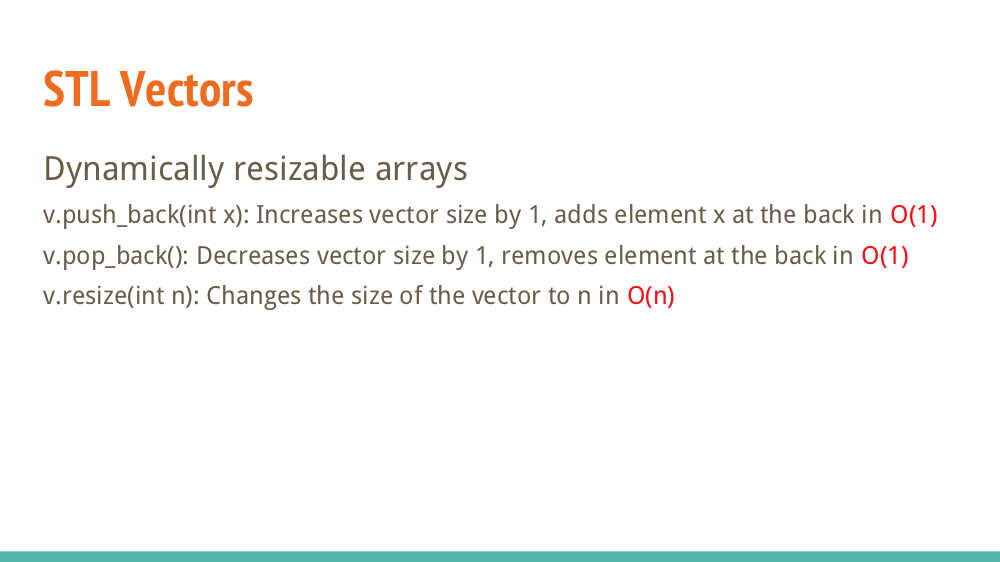 STL Vectors
Dynamically resizable arrays
v.push_back(int x): Increases vector size by 1, adds element x at the back in O(1)
v.pop_back(): Decreases vector size by 1, removes element at the back in O(1)
v.resize(int n): Changes the size of the vector to n in O(n)